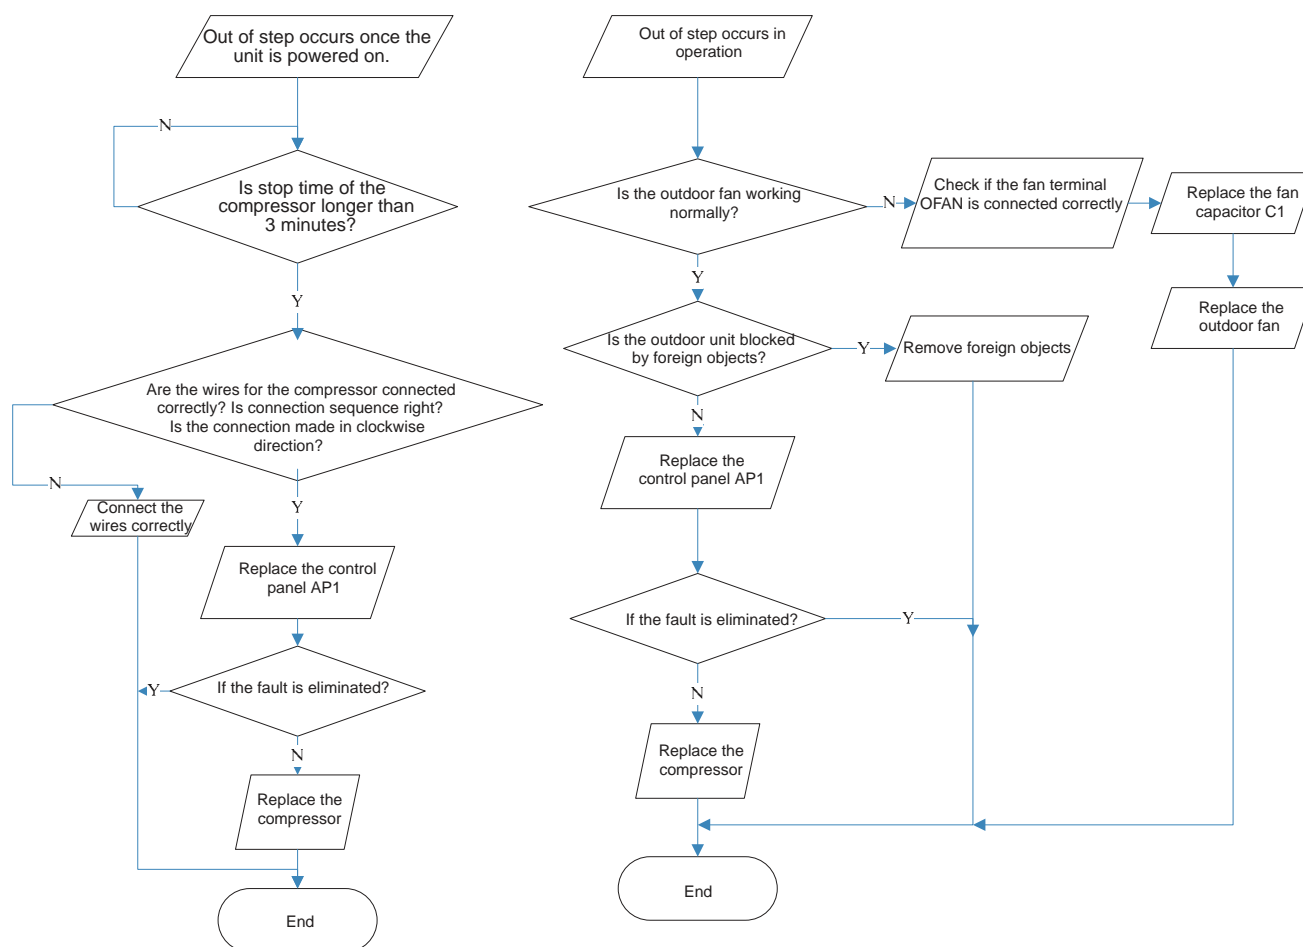 Out of step occurs once the
unit is powered on.
N
Is stop time of the
compressor longer than
3 minutes?
Y
Are the wires for the compressor connected
correctly? Is connection sequence right?
Is the connection made in clockwise
direction?
N
Connect the
wires correctly
Y
Replace the control
panel AP1
If the fault is eliminated?
Y
N
Replace the
compressor
End
Out of step occurs in
operation
Is the outdoor fan working
normally?
N
Check if the fan terminal
OFAN is connected correctly
Replace the fan
capacitor C1
Replace the
outdoor fan
Y
Is the outdoor unit blocked
by foreign objects?
Y
Remove foreign objects
N
Replace the
control panel AP1
If the fault is eliminated?
Y
N
Replace the
compressor
End